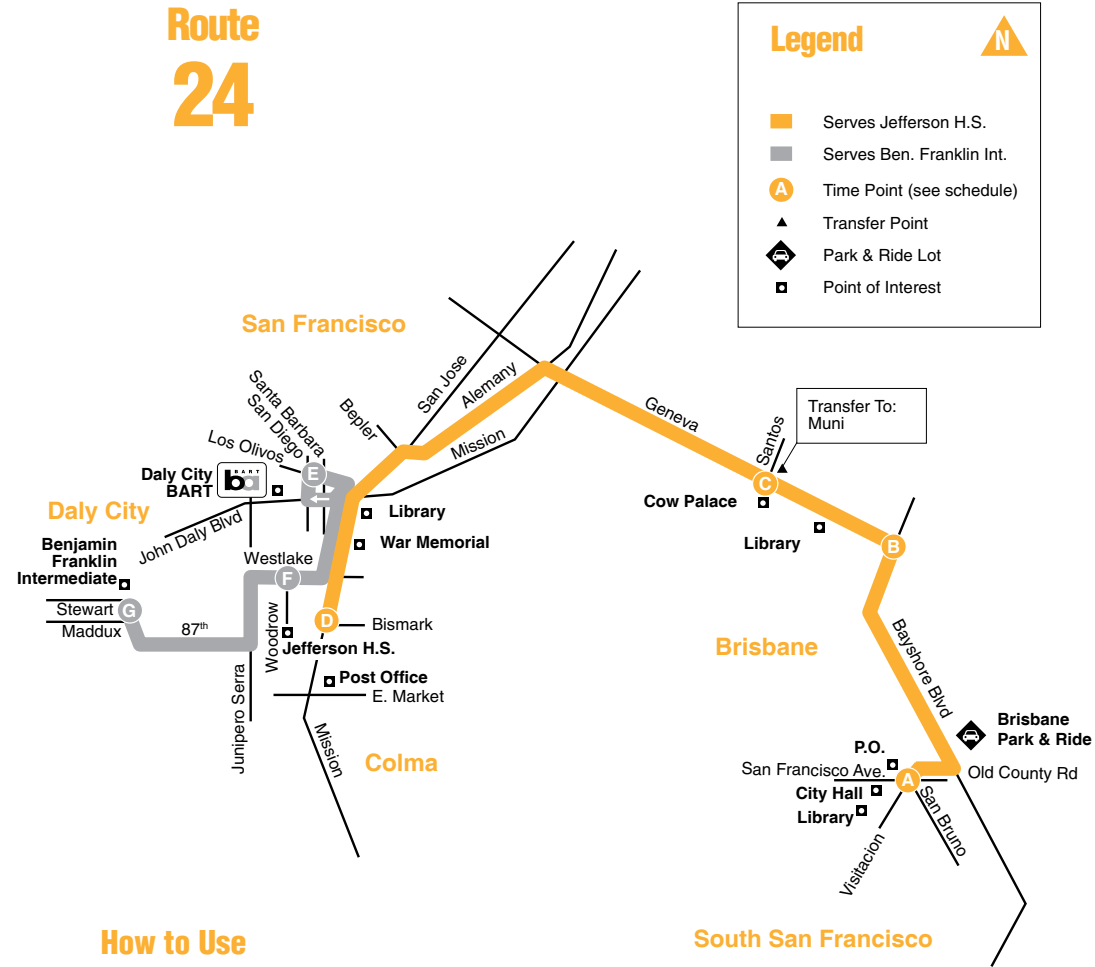 Route
24
Legend
N
Serves Jefferson H.S.
Serves Ben. Franklin Int.
A
Time Point (see schedule)
Transfer Point
Park & Ride Lot
Point of Interest
San Francisco
San Jose
Alemany
Bepler
Mission
Geneva
Santos
Transfer To:
Muni
Santa Barbara
San Diego
Los Olivos
E
BART
ba
Daly City
BART
Daly City
John Daly Blvd
Library
War Memorial
C
Cow Palace
Library
B
Benjamin
Franklin
Intermediate
Westlake
F
Stewart
G
Maddux
87th
Woodrow
D
Bismark
Jefferson H.S.
Post Office
E. Market
Junipero Serra
Mission
Colma
Brisbane
Bayshore Blvd
Brisbane
Park & Ride
P.O.
San Francisco Ave.
A
Old County Rd
City Hall
Library
San Bruno
Visitacion
How to Use
South San Francisco